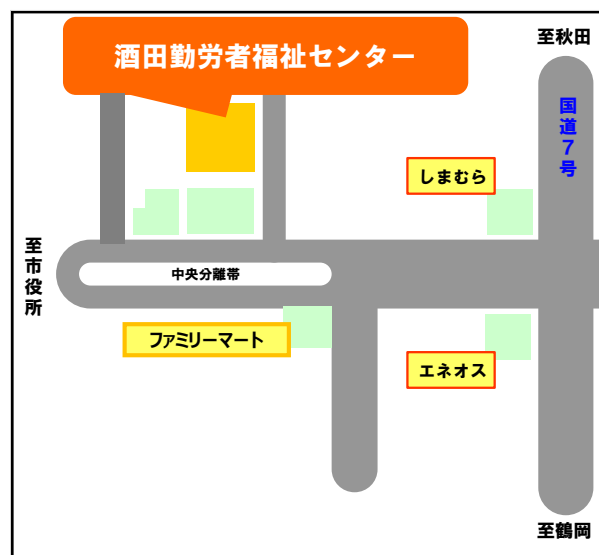 酒田勤労者福祉センター
至秋田
国道7号
しまむら
至市役所
中央分離帯
ファミリーマート
エネオス
至鶴岡